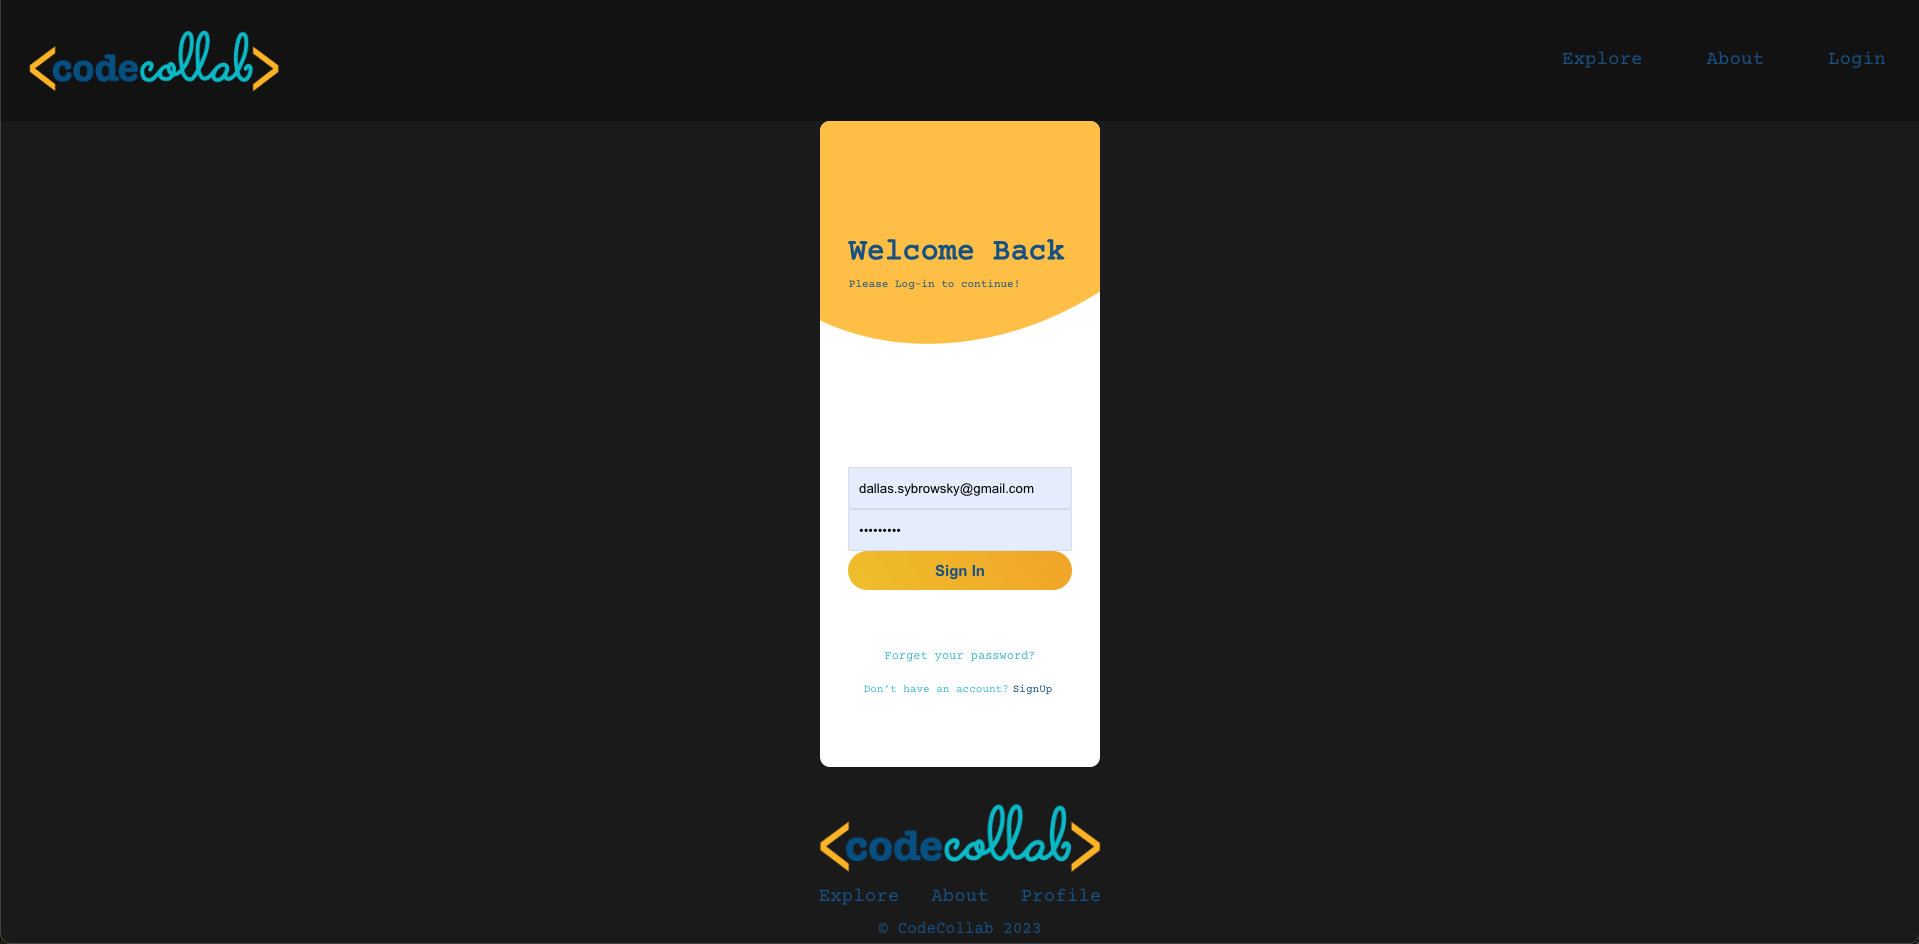 <codecollab>
Explore About Login
Welcome Back
Please Log-in to continue!
dallas.sybrowsky@gmail.com
•••••••••
Sign In
Forget your password?
Don't have an account? SignUp
<codecollab>
Explore About Profile
© CodeCollab 2023